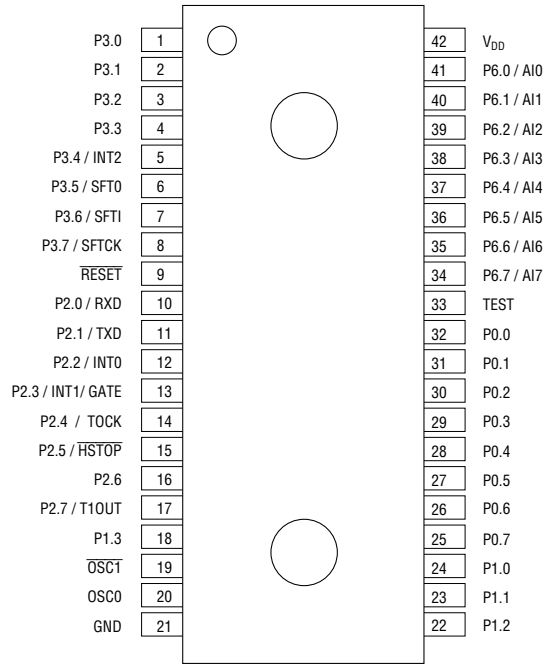 P3.0 1 42 VDD
P3.1 2 41 P6.0 / AI0
P3.2 3 40 P6.1 / AI1
P3.3 4 39 P6.2 / AI2
P3.4 / INT2 5 38 P6.3 / AI3
P3.5 / SFT0 6 37 P6.4 / AI4
P3.6 / SFTI 7 36 P6.5 / AI5
P3.7 / SFTCK 8 35 P6.6 / AI6
RESET 9 34 P6.7 / AI7
P2.0 / RXD 10 33 TEST
P2.1 / TXD 11 32 P0.0
P2.2 / INT0 12 31 P0.1
P2.3 / INT1/ GATE 13 30 P0.2
P2.4 / TOCK 14 29 P0.3
P2.5 / HSTOP 15 28 P0.4
P2.6 16 27 P0.5
P2.7 / T1OUT 17 26 P0.6
P1.3 18 25 P0.7
OSC1 19 24 P1.0
OSC0 20 23 P1.1
GND 21 22 P1.2